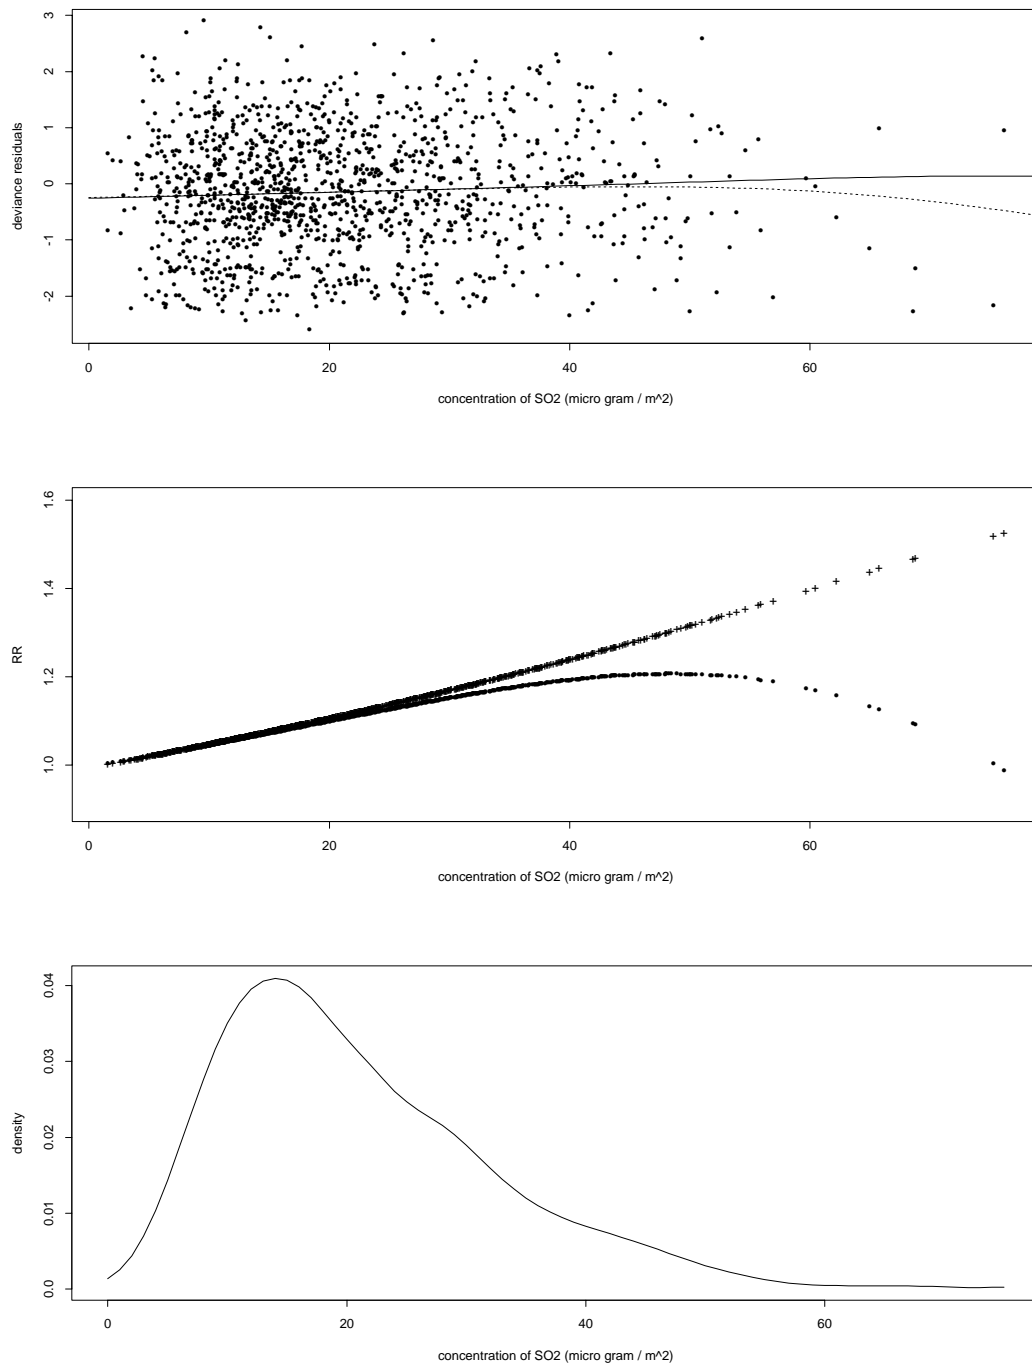 3
2
1
0
-1
-2
deviance residuals
0 20 40 60
concentration of SO2 (micro gram / m^2)
1.6
1.4
1.2
1.0
RR
0 20 40 60
concentration of SO2 (micro gram / m^2)
0.04
0.03
0.02
0.01
0.0
density
0 20 40 60
concentration of SO2 (micro gram / m^2)